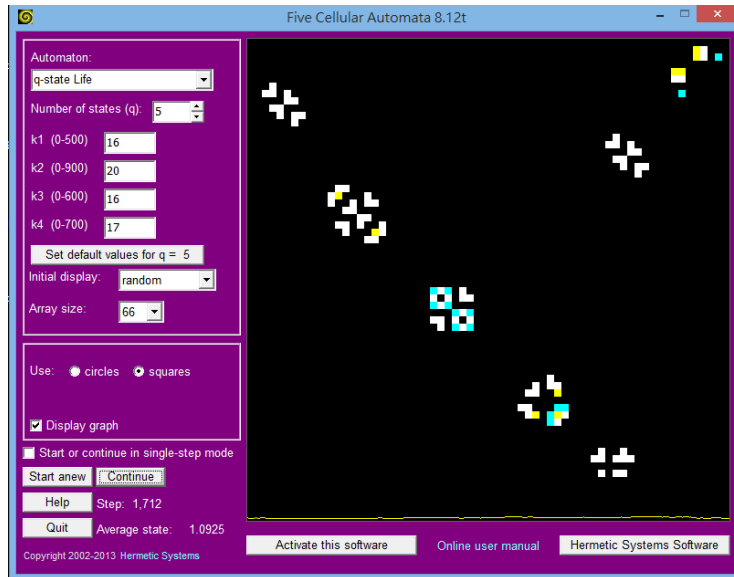 Five Cellular Automata 8.12t
Automaton:
q-state Life
Number of states (q): 5
k1 (0-500) 16
k2 (0-900) 20
k3 (0-600) 16
k4 (0-700) 17
Set default values for q = 5
Initial display: random
Array size: 66
Use: circles squares
Display graph
Start or continue in single-step mode
Start anew Continue
Help Step: 1,712
Quit Average state: 1.0925
Copyright 2002-2013 Hermetic Systems
Activate this software Online user manual Hermetic Systems Software